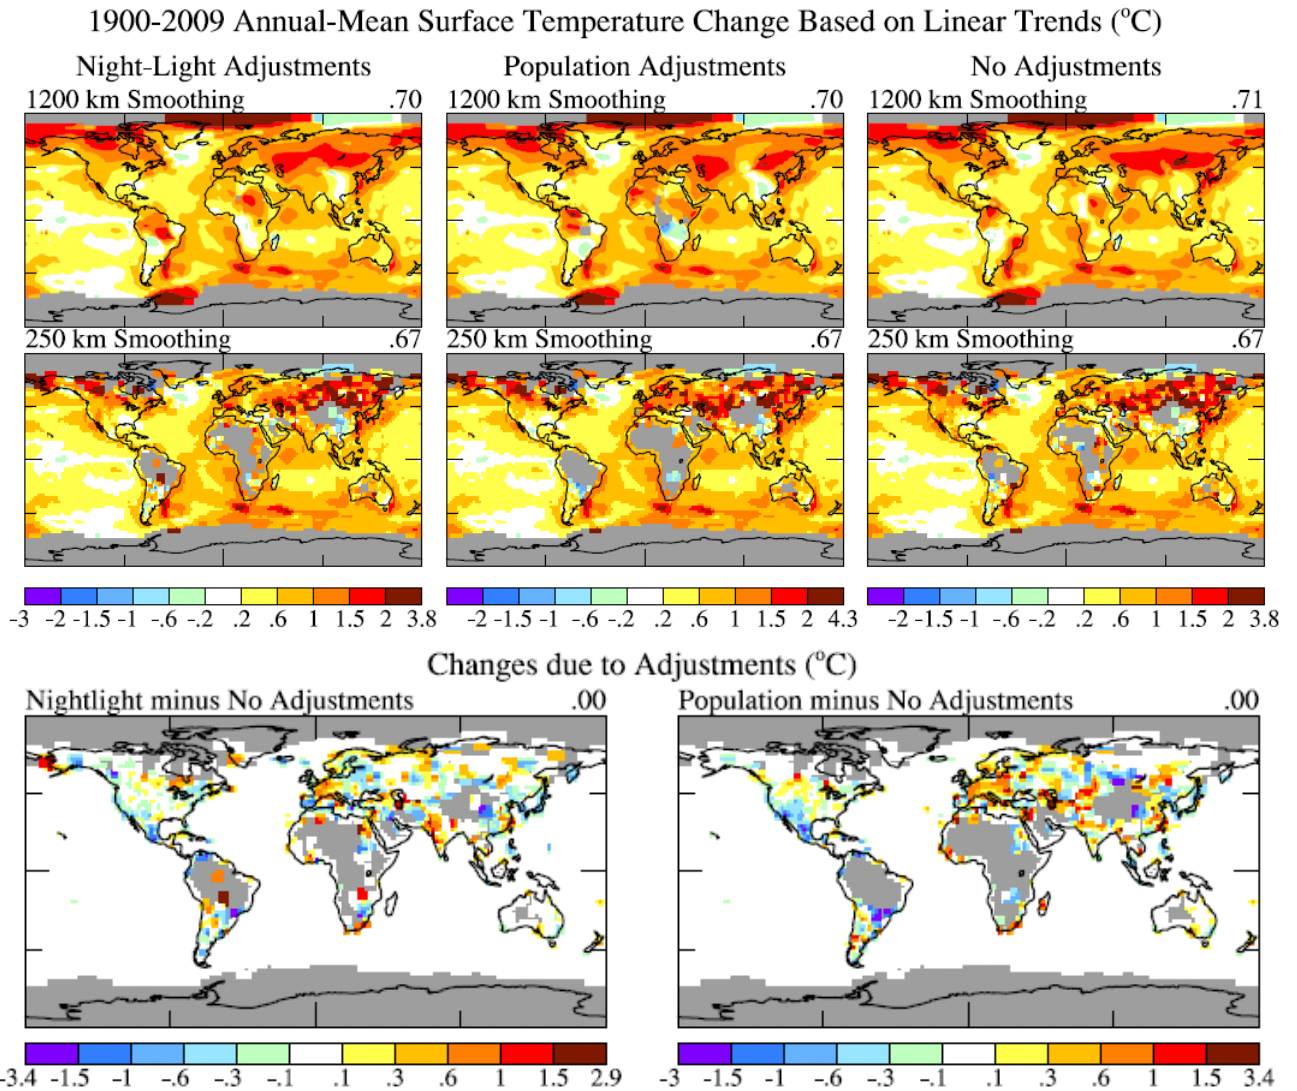 1900-2009 Annual-Mean Surface Temperature Change Based on Linear Trends (°C)
Night-Light Adjustments Population Adjustments No Adjustments
1200 km Smoothing .70 1200 km Smoothing .70 1200 km Smoothing .71
250 km Smoothing .67 250 km Smoothing .67 250 km Smoothing .67
-3 -2 -1.5 -1 -.6 -.2 .2 .6 1 1.5 2 3.8 -2 -1.5 -1 -.6 -.2 .2 .6 1 1.5 2 4.3 -2 -1.5 -1 -.6 -.2 .2 .6 1 1.5 2 3.8
Changes due to Adjustments (°C)
Nightlight minus No Adjustments .00 Population minus No Adjustments .00
-3.4 -1.5 -1 -.6 -.3 -.1 .1 .3 .6 1 1.5 2.9 -3 -1.5 -1 -.6 -.3 -.1 .1 .3 .6 1 1.5 3.4